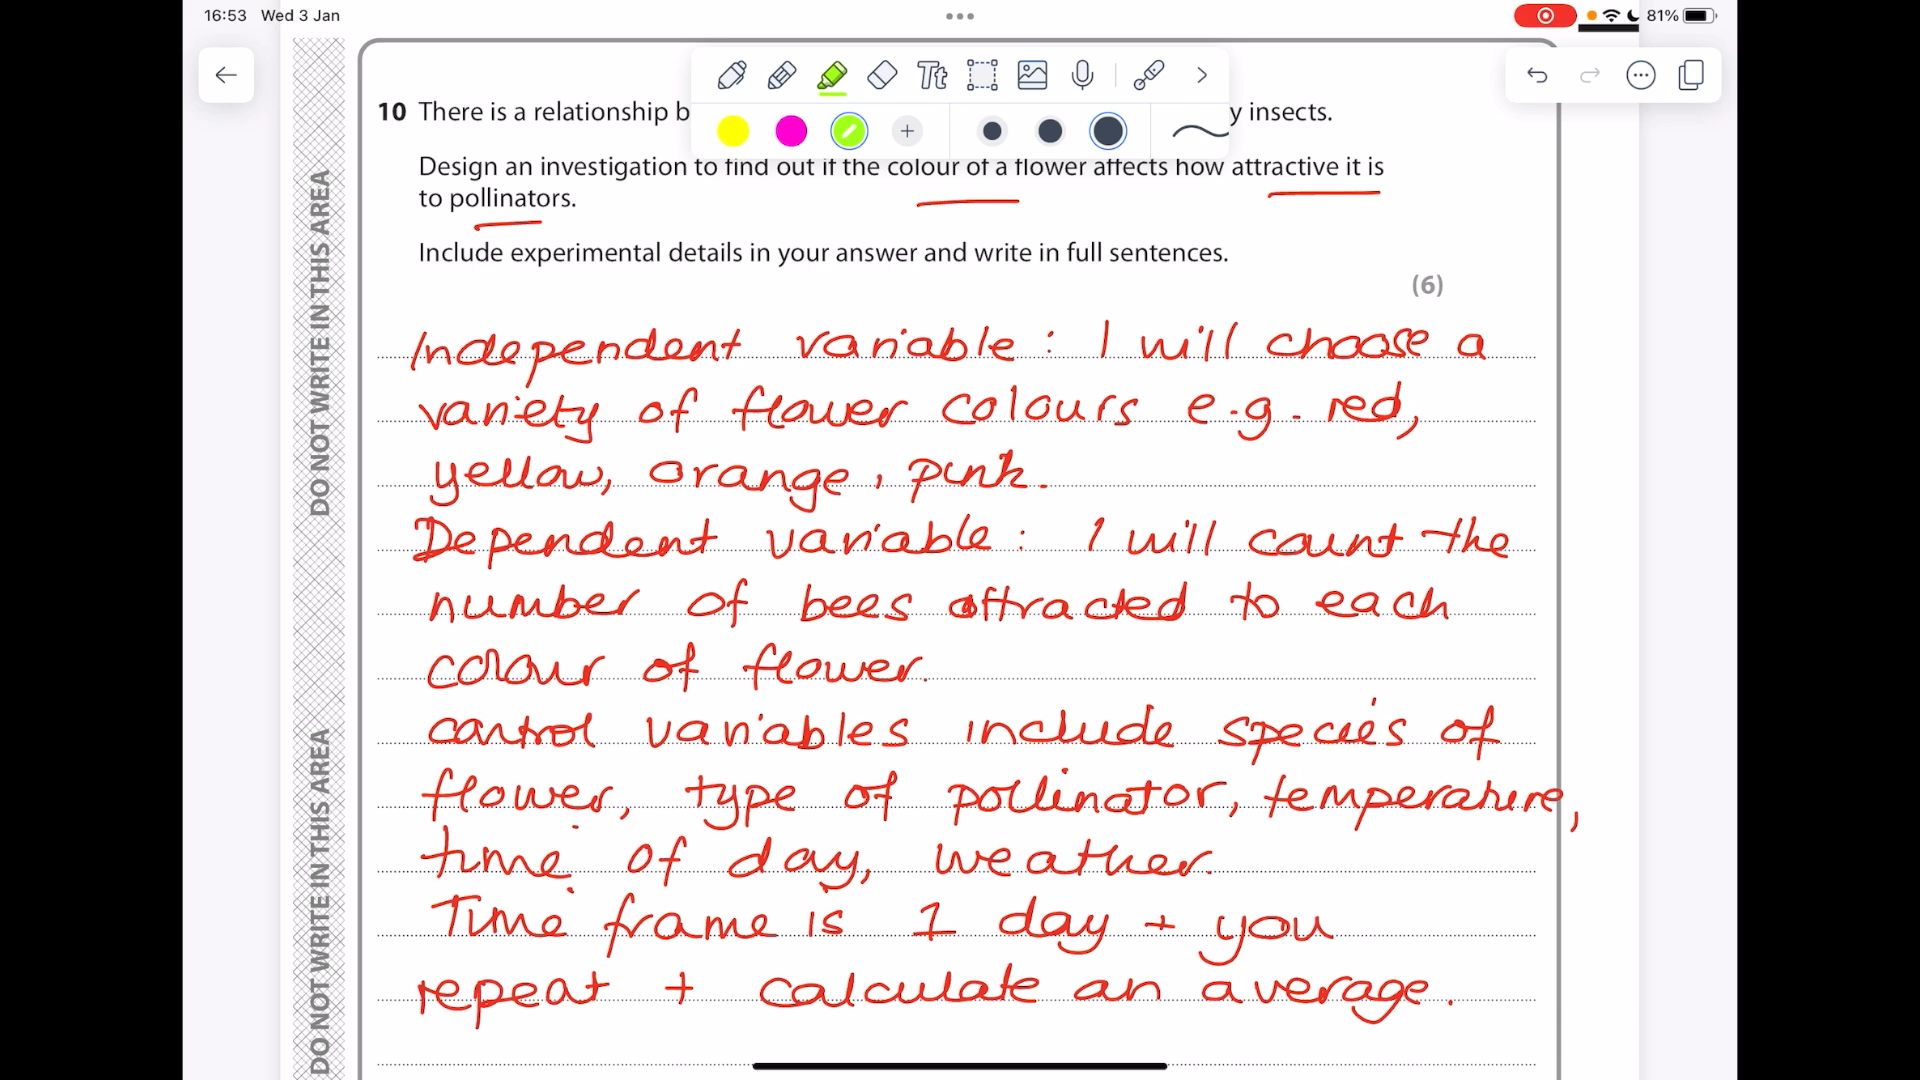 16:53 Wed 3 Jan
81%
Tt
10 There is a relationship b
y insects.
Design an investigation to find out if the colour of a flower affects how attractive it is
to pollinators.
Include experimental details in your answer and write in full sentences.
(6)
Independent variable : I will choose a
variety of flower colours e.g. red,
yellow, orange, pink.
Dependent variable : I will count the
number of bees attracted to each
colour of flower.
control variables include species of
flower, type of pollinator, temperature,
time of day, weather.
Time frame is 1 day + you
repeat + calculate an average.
DO NOT WRITE IN THIS AREA
DO NOT WRITE IN THIS AREA